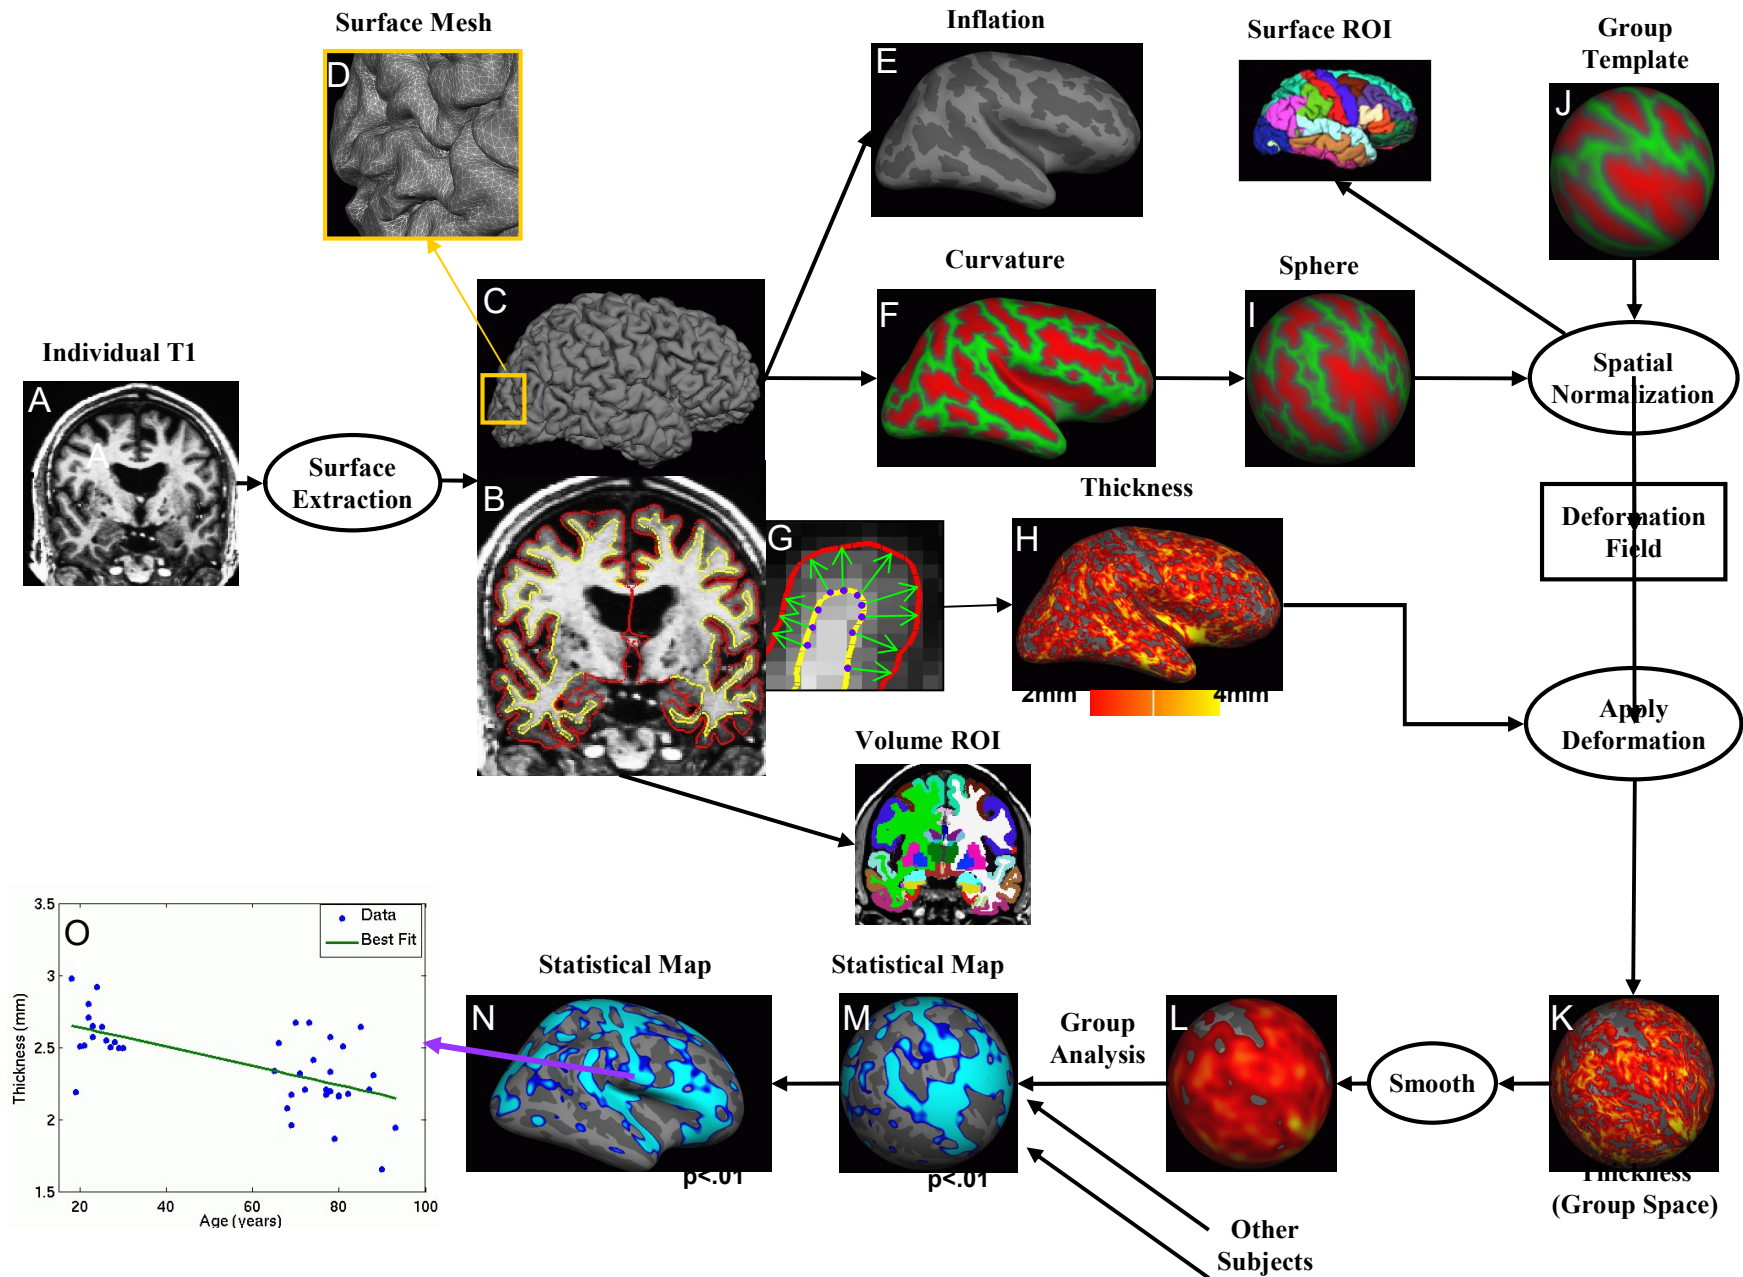 Surface Mesh
D
Inflation
E
Surface ROI
Group
Template
J
Individual T1
A
A
Surface
Extraction
C
B
Curvature
F
Sphere
I
Spatial
Normalization
Deformation
Field
G
Thickness
H
2mm
4mm
Apply
Deformation
Volume ROI
3.5
3
2.5
2
1.5
Thickness (mm)
O
Data
Best Fit
20
40
60
80
100
Age (years)
Statistical Map
N
p<.01
Statistical Map
M
p<.01
Group
Analysis
L
Smooth
K
Thickness
(Group Space)
Other
Subjects